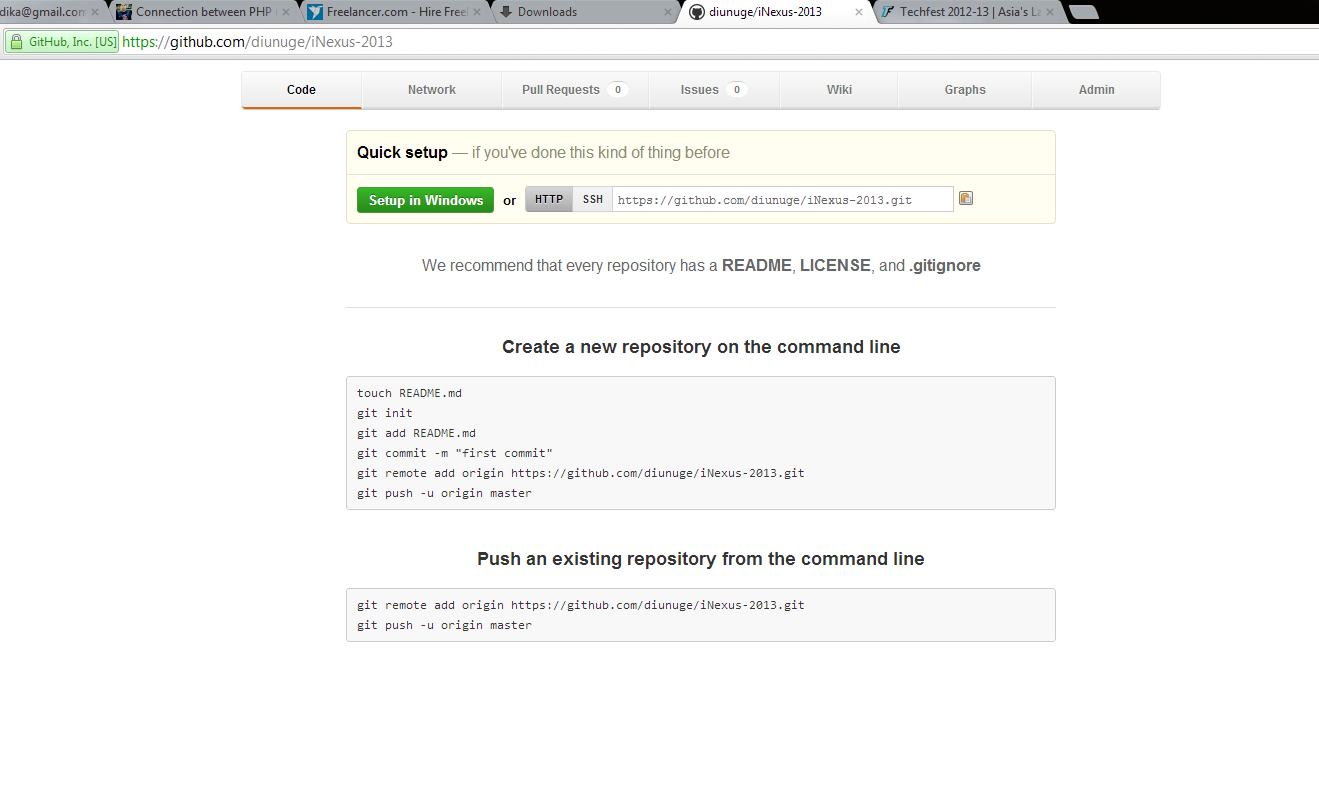 dika@gmail.com Connection between PHP Freelancer.com - Hire Free Downloads diunuge/iNexus-2013 Techfest 2012-13 | Asia's La
GitHub, Inc. [US] https://github.com/diunuge/iNexus-2013
Code Network Pull Requests 0 Issues 0 Wiki Graphs Admin
Quick setup — if you've done this kind of thing before
Setup in Windows or HTTP SSH https://github.com/diunuge/iNexus-2013.git
We recommend that every repository has a README, LICENSE, and .gitignore
Create a new repository on the command line
touch README.md
git init
git add README.md
git commit -m "first commit"
git remote add origin https://github.com/diunuge/iNexus-2013.git
git push -u origin master
Push an existing repository from the command line
git remote add origin https://github.com/diunuge/iNexus-2013.git
git push -u origin master